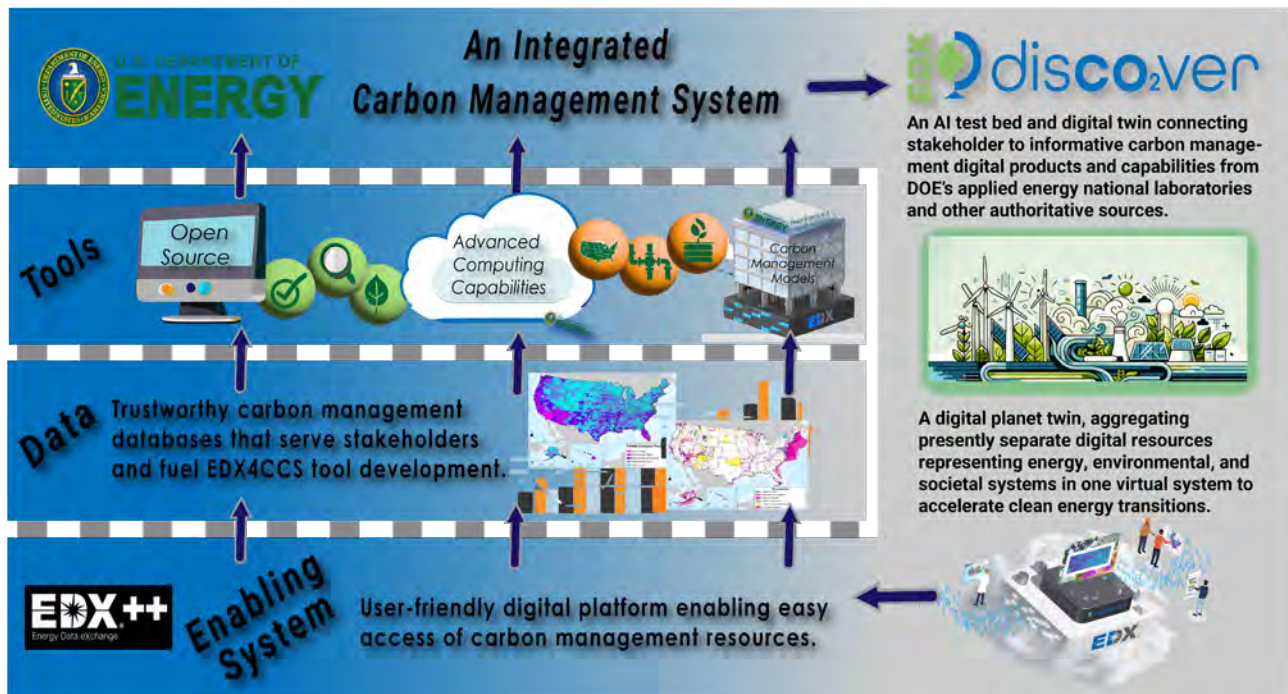 U.S. DEPARTMENT OF
ENERGY
An Integrated
Carbon Management System
EDX
disco₂ver
An AI test bed and digital twin connecting
stakeholder to informative carbon manage-
ment digital products and capabilities from
DOE's applied energy national laboratories
and other authoritative sources.
Tools
Open
Source
Advanced
Computing
Capabilities
ENERGY
Carbon
Management
Models
EDX
Data
Trustworthy carbon management
databases that serve stakeholders
and fuel EDX4CCS tool development.
A digital planet twin, aggregating
presently separate digital resources
representing energy, environmental, and
societal systems in one virtual system to
accelerate clean energy transitions.
EDX++
Energy Data eXchange
Enabling
System
User-friendly digital platform enabling easy
access of carbon management resources.
EDX